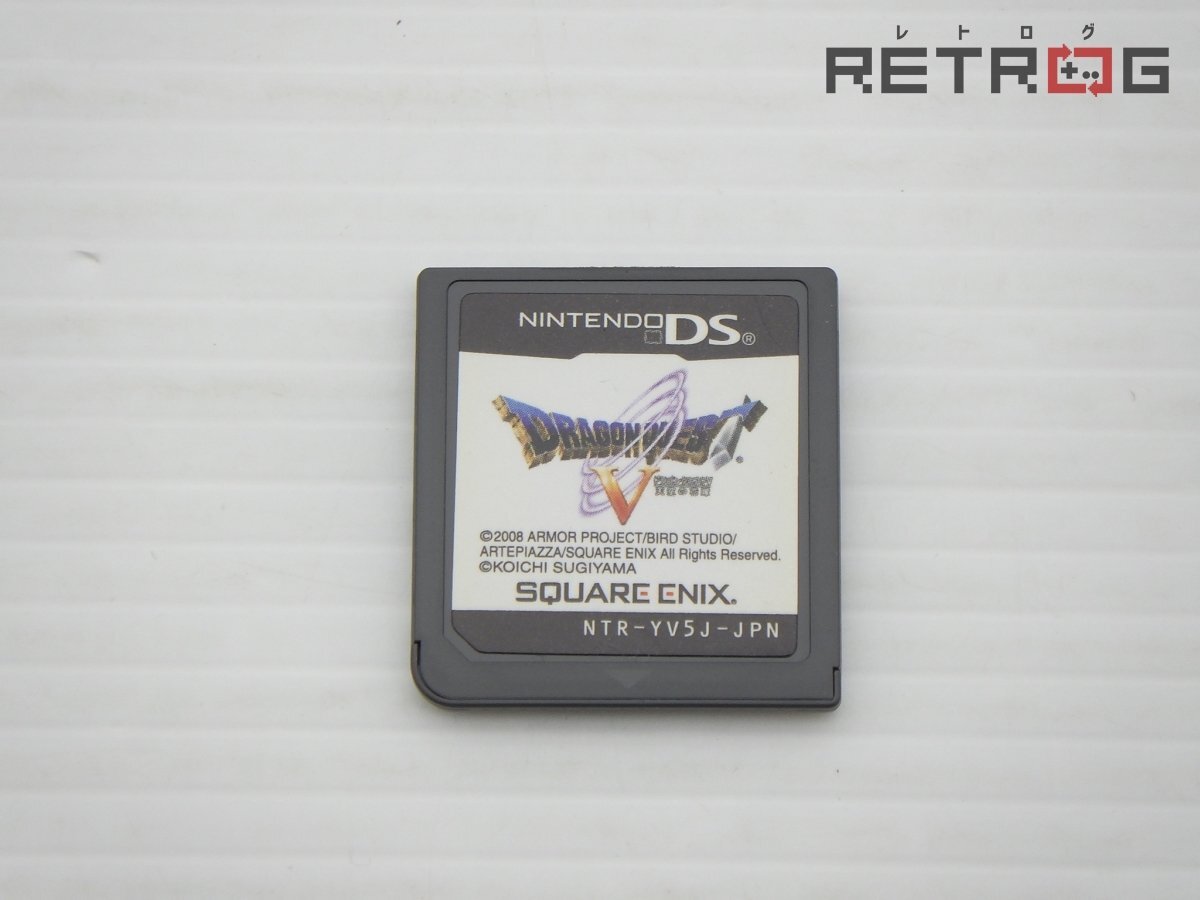 レトログ
RETROG
NINTENDO DS®
DRAGON QUEST
V
©2008 ARMOR PROJECT/BIRD STUDIO/
ARTEPIAZZA/SQUARE ENIX All Rights Reserved.
©KOICHI SUGIYAMA
SQUARE ENIX.
NTR-YV5J-JPN